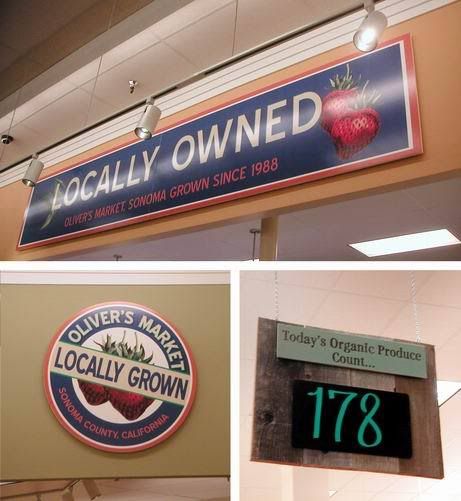 LOCALLY OWNED
OLIVER'S MARKET, SONOMA GROWN SINCE 1988
OLIVER'S MARKET
LOCALLY GROWN
SONOMA COUNTY, CALIFORNIA
Today's Organic Produce
Count...
178